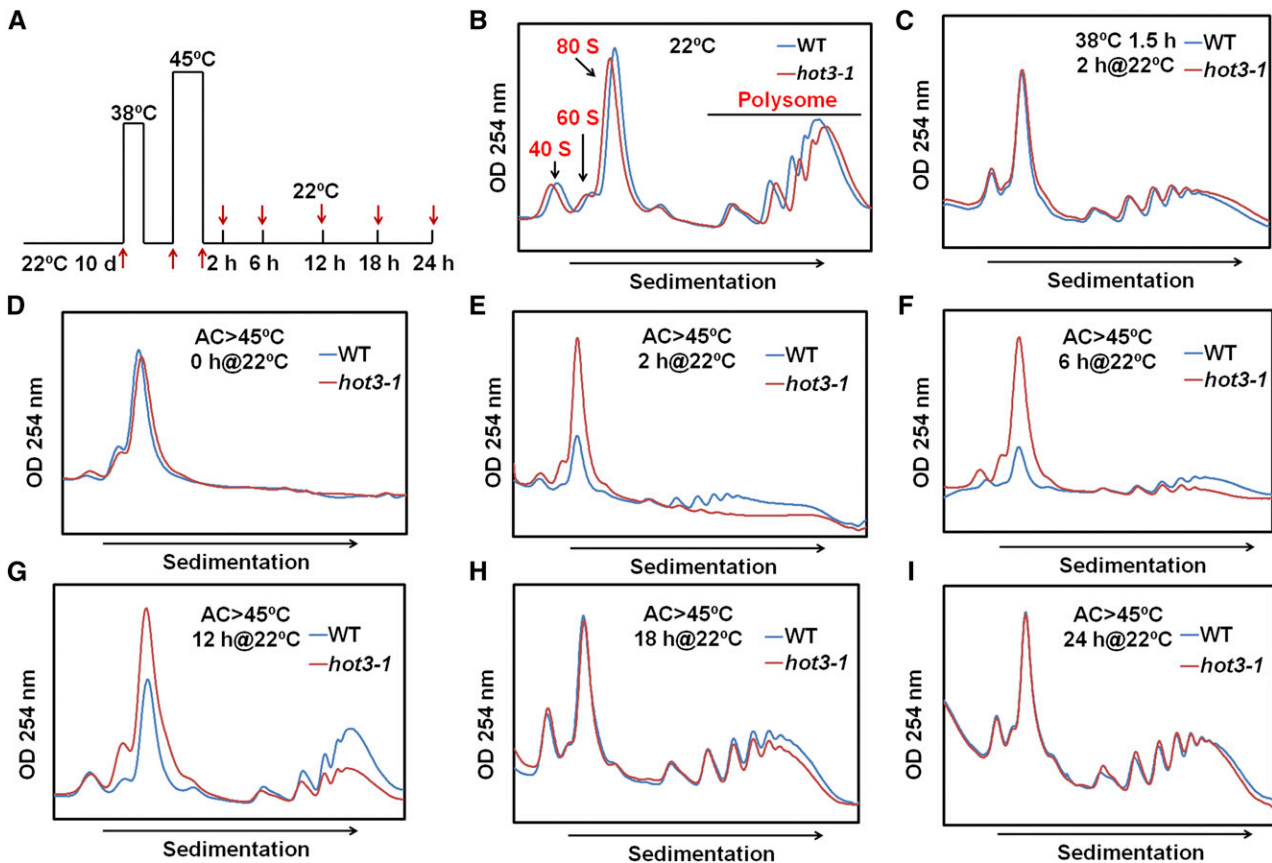 A
45ºC
38ºC
22ºC
22ºC 10 d
2 h
6 h
12 h
18 h
24 h
B
22ºC
WT
hot3-1
80 S
60 S
40 S
Polysome
OD 254 nm
Sedimentation
C
38ºC 1.5 h
2 h@22ºC
WT
hot3-1
OD 254 nm
Sedimentation
D
AC>45ºC
0 h@22ºC
WT
hot3-1
OD 254 nm
Sedimentation
E
AC>45ºC
2 h@22ºC
WT
hot3-1
OD 254 nm
Sedimentation
F
AC>45ºC
6 h@22ºC
WT
hot3-1
OD 254 nm
Sedimentation
G
AC>45ºC
12 h@22ºC
WT
hot3-1
OD 254 nm
Sedimentation
H
AC>45ºC
18 h@22ºC
WT
hot3-1
OD 254 nm
Sedimentation
I
AC>45ºC
24 h@22ºC
WT
hot3-1
OD 254 nm
Sedimentation